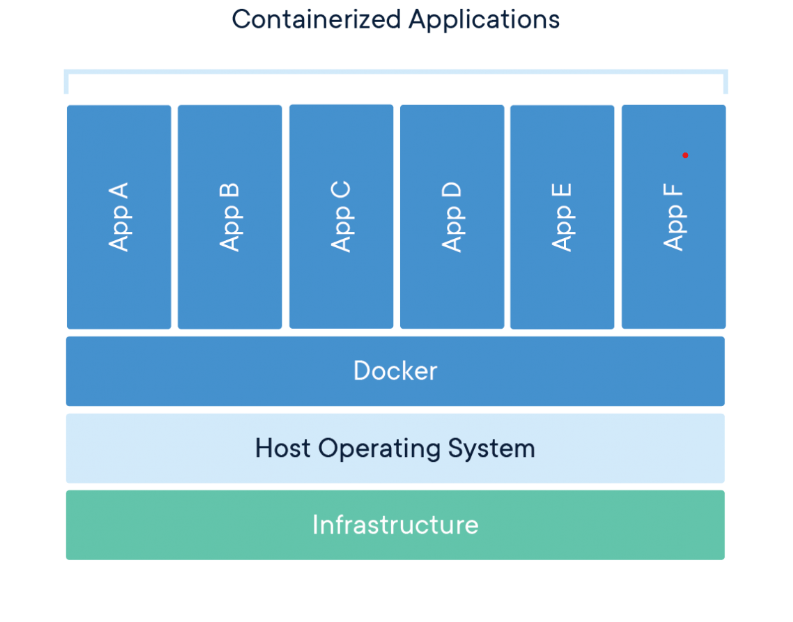 Containerized Applications
App A
App B
App C
App D
App E
App F
Docker
Host Operating System
Infrastructure